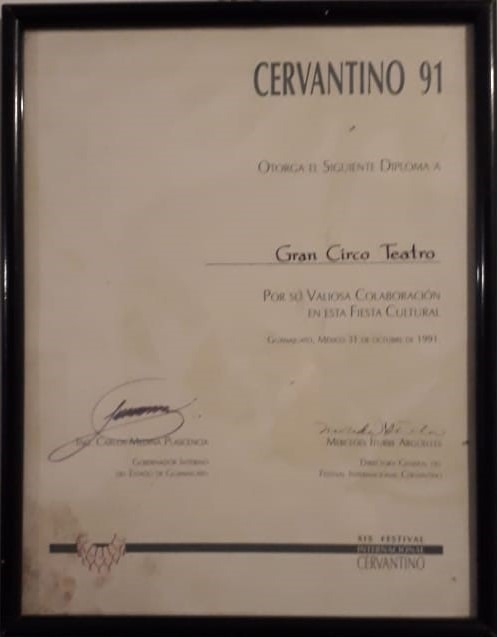 CERVANTINO 91
OTORGA EL SIGUIENTE DIPLOMA A
Gran Circo Teatro
POR SU VALIOSA COLABORACIÓN
EN ESTA FIESTA CULTURAL
GUANAJUATO, MÉXICO 31 DE OCTUBRE DE 1991
ING. CARLOS MEDINA PLASCENCIA
GOBERNADOR INTERINO
DEL ESTADO DE GUANAJUATO
MERCEDES ITURBE ARGÜELLES
DIRECTORA GENERAL DEL
FESTIVAL INTERNACIONAL CERVANTINO
XIX FESTIVAL
INTERNACIONAL
CERVANTINO